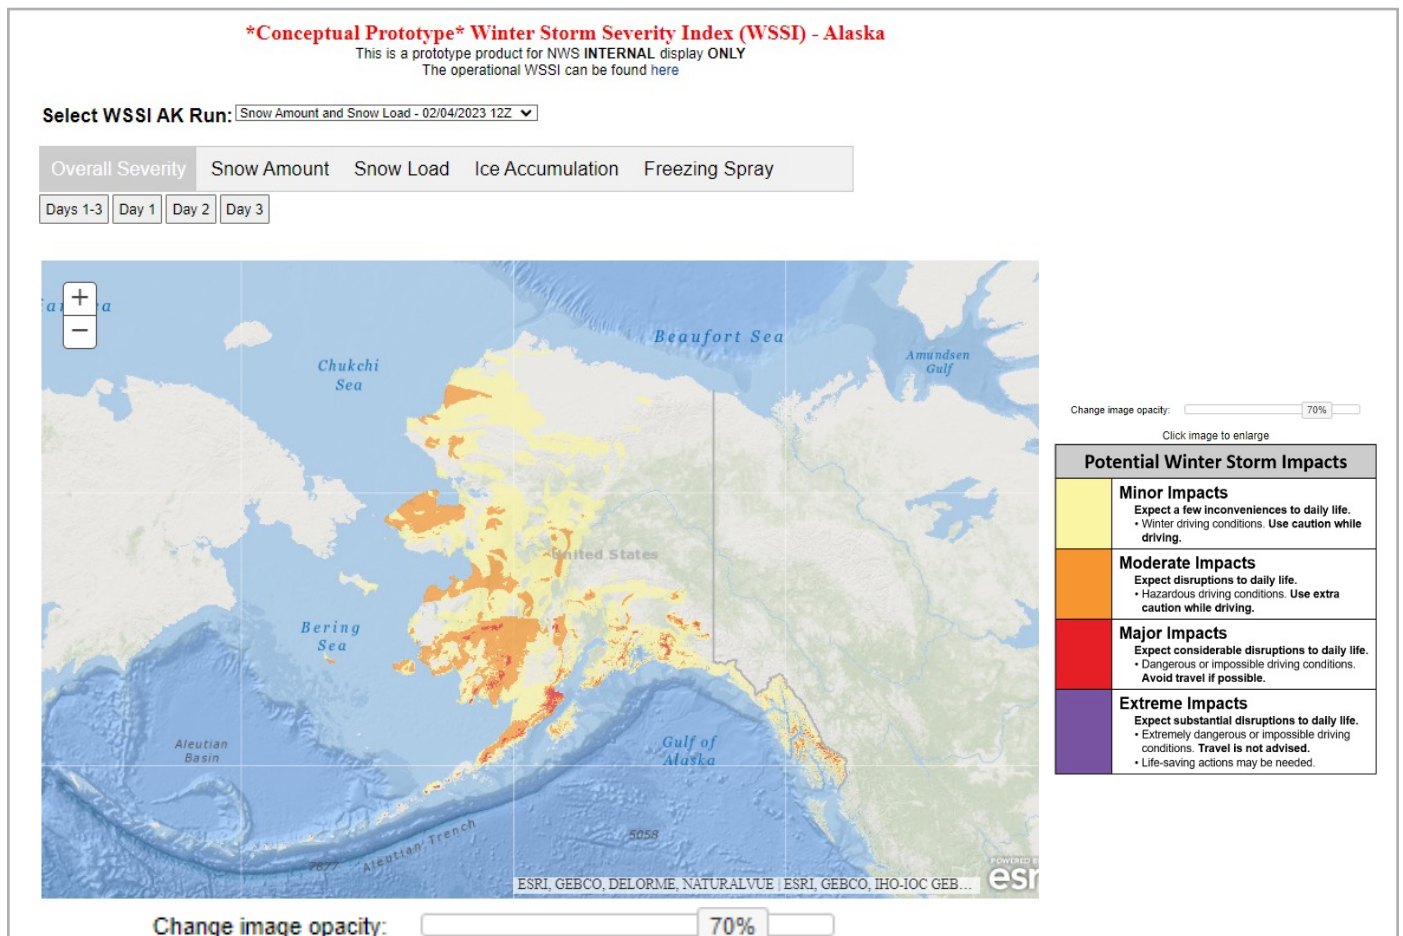 *Conceptual Prototype* Winter Storm Severity Index (WSSI) - Alaska
This is a prototype product for NWS INTERNAL display ONLY
The operational WSSI can be found here
Select WSSI AK Run: Snow Amount and Snow Load - 02/04/2023 12Z
Overall Severity Snow Amount Snow Load Ice Accumulation Freezing Spray
Days 1-3 Day 1 Day 2 Day 3
+
−
Beaufort Sea
Chukchi
Sea
Amundsen
Gulf
United States
Bering
Sea
Aleutian
Basin
Gulf of
Alaska
Aleutian Trench
5058
7677
POWERED BY
esri
ESRI, GEBCO, DELORME, NATURALVUE | ESRI, GEBCO, IHO-IOC GEB...
Change image opacity: 70%
Click image to enlarge
Potential Winter Storm Impacts
Minor Impacts
Expect a few inconveniences to daily life.
• Winter driving conditions. Use caution while
driving.
Moderate Impacts
Expect disruptions to daily life.
• Hazardous driving conditions. Use extra
caution while driving.
Major Impacts
Expect considerable disruptions to daily life.
• Dangerous or impossible driving conditions.
Avoid travel if possible.
Extreme Impacts
Expect substantial disruptions to daily life.
• Extremely dangerous or impossible driving
conditions. Travel is not advised.
• Life-saving actions may be needed.
Change image opacity: 70%